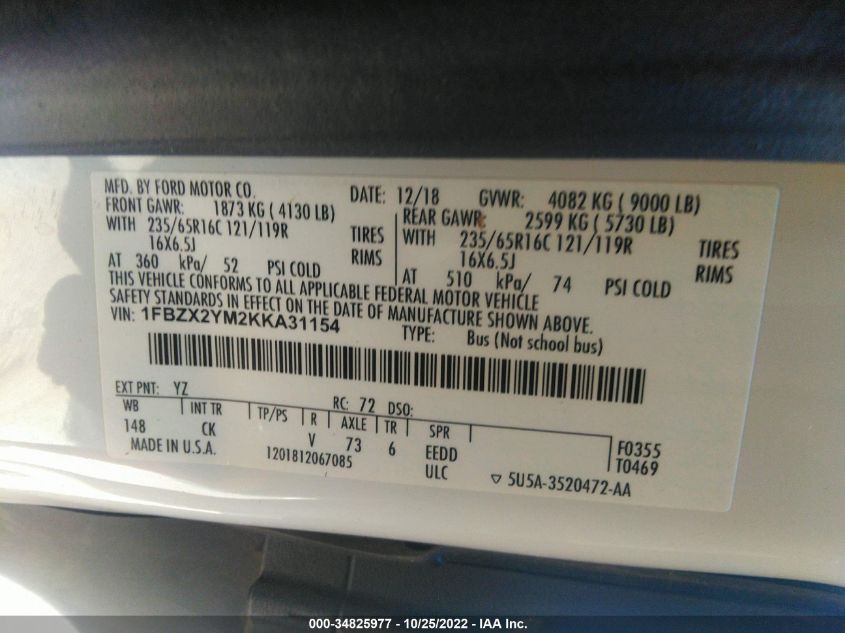 MFD. BY FORD MOTOR CO. DATE: 12/18 GVWR: 4082 KG ( 9000 LB)
FRONT GAWR: 1873 KG ( 4130 LB) REAR GAWR: 2599 KG ( 5730 LB)
WITH 235/65R16C 121/119R TIRES WITH 235/65R16C 121/119R TIRES
16X6.5J RIMS 16X6.5J RIMS
AT 360 kPa/ 52 PSI COLD AT 510 kPa/ 74 PSI COLD
THIS VEHICLE CONFORMS TO ALL APPLICABLE FEDERAL MOTOR VEHICLE
SAFETY STANDARDS IN EFFECT ON THE DATE OF MANUFACTURE SHOWN ABOVE.
VIN: 1FBZX2YM2KKA31154 TYPE: Bus (Not school bus)
EXT PNT: YZ RC: 72 DSO:
WB INT TR TP/PS R AXLE TR SPR F0355
148 CK V 73 6 EEDD T0469
MADE IN U.S.A. 1201812067085 ULC ▽ 5U5A-3520472-AA
000-34825977 - 10/25/2022 - IAA Inc.